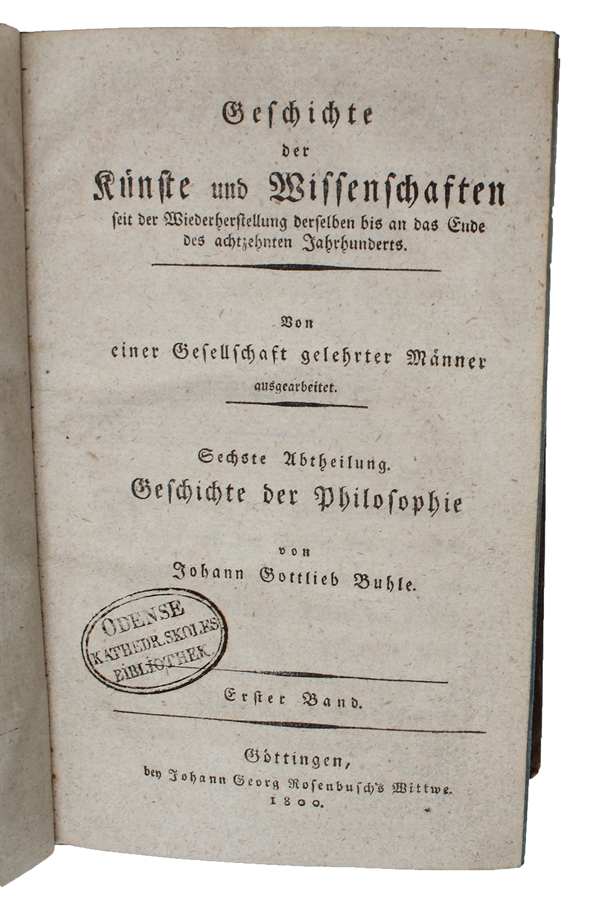 Geschichte
der
Künste und Wissenschaften
seit der Wiederherstellung derselben bis an das Ende
des achtzehnten Jahrhunderts.
Von
einer Gesellschaft gelehrter Männer
ausgearbeitet.
Sechste Abtheilung.
Geschichte der Philosophie
von
Johann Gottlieb Buhle.
ODENSE
KATHEDR. SKOLES
BIBLIOTHEK
Erster Band.
Göttingen,
bey Johann Georg Rosenbusch's Wittwe.
1800.